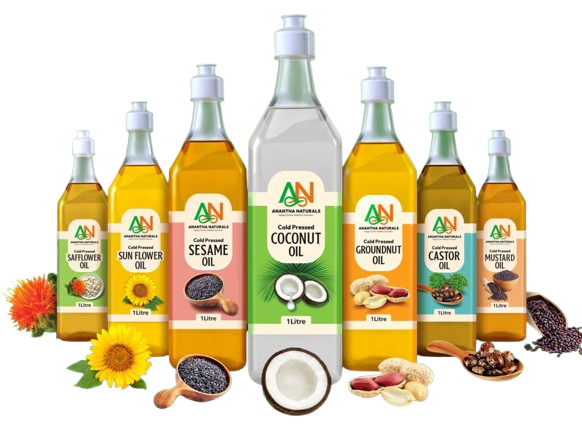 AN
ANANTHA NATURALS
Cold Pressed
SAFFLOWER
OIL
1Litre
AN
ANANTHA NATURALS
Cold Pressed
SUN FLOWER
OIL
1Litre
AN
ANANTHA NATURALS
Cold Pressed
SESAME
OIL
1Litre
AN
ANANTHA NATURALS
Cold Pressed
COCONUT
OIL
1Litre
AN
ANANTHA NATURALS
Cold Pressed
GROUNDNUT
OIL
1Litre
AN
ANANTHA NATURALS
Cold Pressed
CASTOR
OIL
1Litre
AN
ANANTHA NATURALS
Cold Pressed
MUSTARD
OIL
1Litre